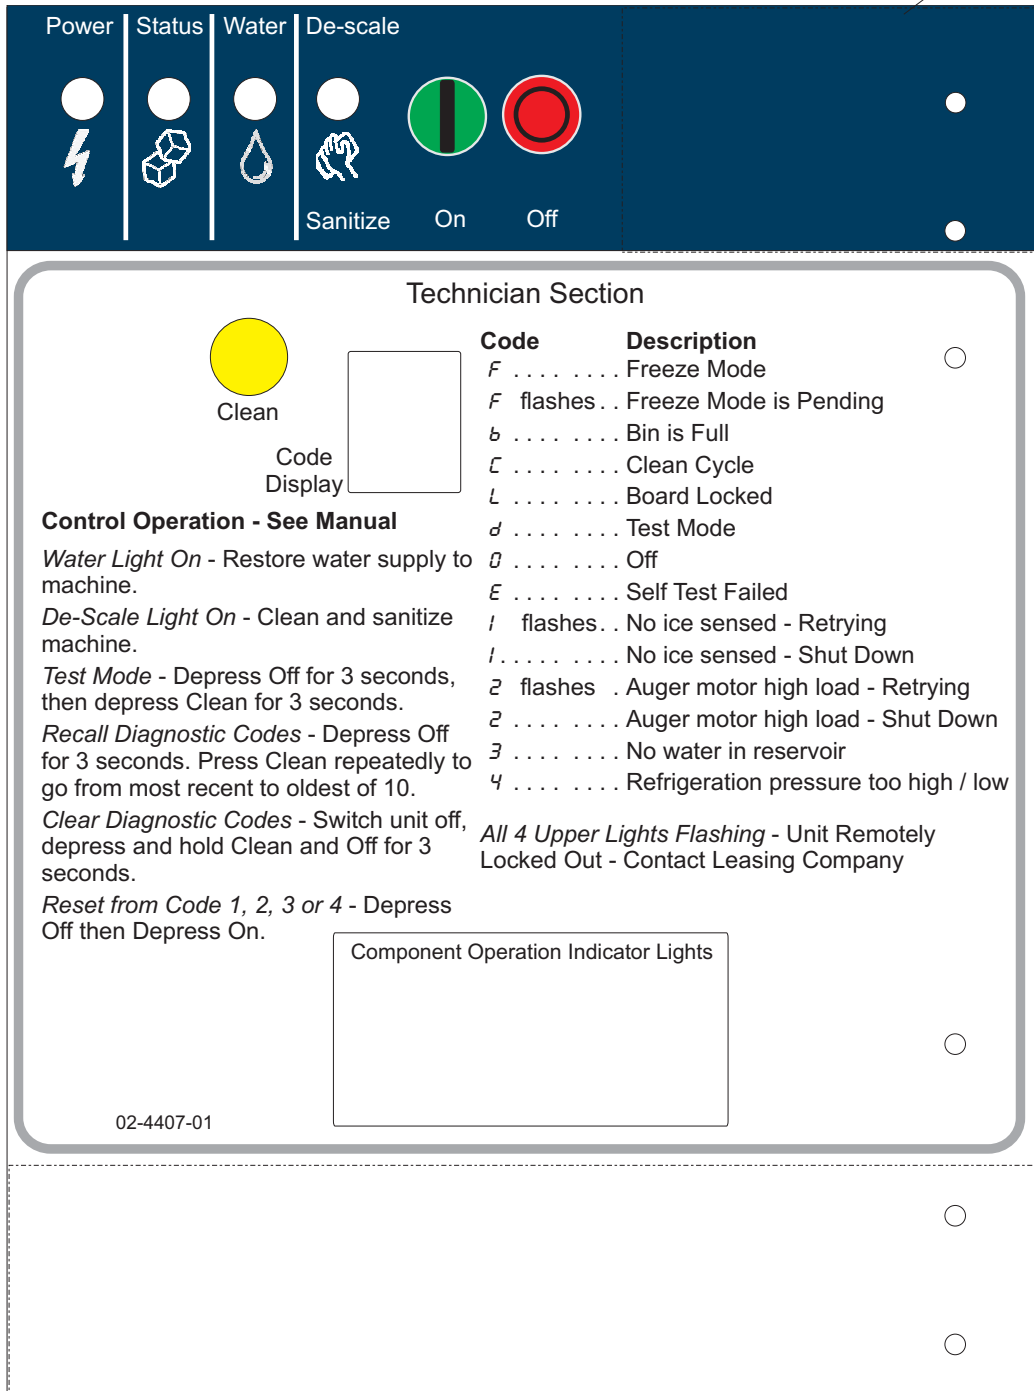 Power Status Water De-scale
Sanitize On Off
Technician Section
Clean
Code
Display
Control Operation - See Manual
Water Light On - Restore water supply to
machine.
De-Scale Light On - Clean and sanitize
machine.
Test Mode - Depress Off for 3 seconds,
then depress Clean for 3 seconds.
Recall Diagnostic Codes - Depress Off
for 3 seconds. Press Clean repeatedly to
go from most recent to oldest of 10.
Clear Diagnostic Codes - Switch unit off,
depress and hold Clean and Off for 3
seconds.
Reset from Code 1, 2, 3 or 4 - Depress
Off then Depress On.
Code Description
F . . . . . . . . Freeze Mode
F flashes . . Freeze Mode is Pending
b . . . . . . . . Bin is Full
C . . . . . . . . Clean Cycle
L . . . . . . . . Board Locked
d . . . . . . . . Test Mode
0 . . . . . . . . Off
E . . . . . . . . Self Test Failed
1 flashes . . No ice sensed - Retrying
1 . . . . . . . . . No ice sensed - Shut Down
2 flashes . Auger motor high load - Retrying
2 . . . . . . . . Auger motor high load - Shut Down
3 . . . . . . . . No water in reservoir
4 . . . . . . . . Refrigeration pressure too high / low
All 4 Upper Lights Flashing - Unit Remotely
Locked Out - Contact Leasing Company
Component Operation Indicator Lights
02-4407-01